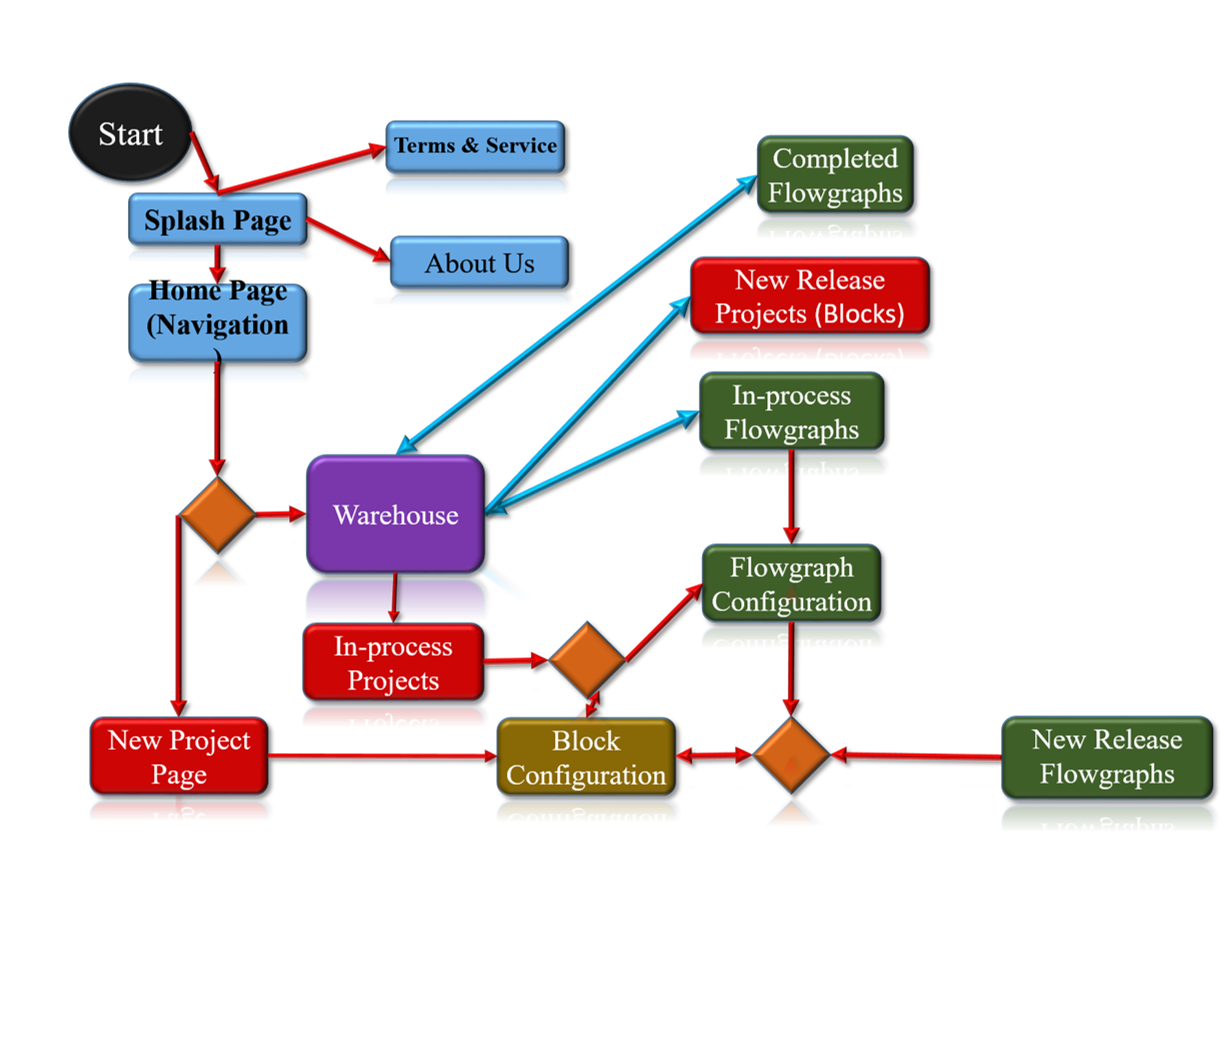 Start
Terms & Service
Completed
Flowgraphs
Splash Page
About Us
New Release
Projects (Blocks)
Home Page
(Navigation
)
In-process
Flowgraphs
Warehouse
Flowgraph
Configuration
In-process
Projects
New Project
Page
Block
Configuration
New Release
Flowgraphs